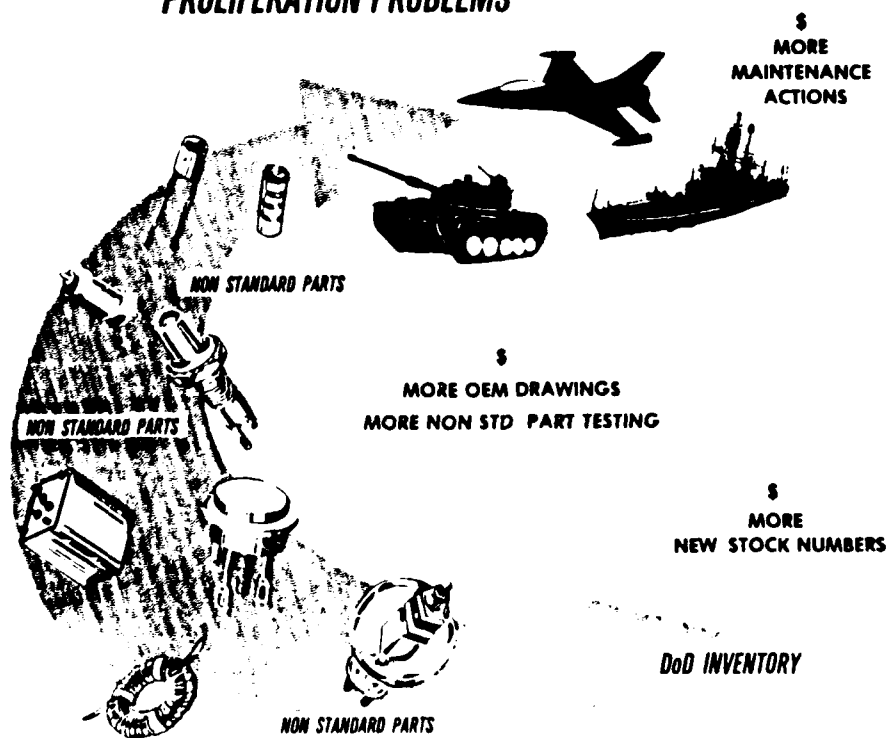 PROLIFERATION PROBLEMS
$
MORE
MAINTENANCE
ACTIONS
NON STANDARD PARTS
$
MORE OEM DRAWINGS
MORE NON STD PART TESTING
NON STANDARD PARTS
$
MORE
NEW STOCK NUMBERS
DoD INVENTORY
NON STANDARD PARTS